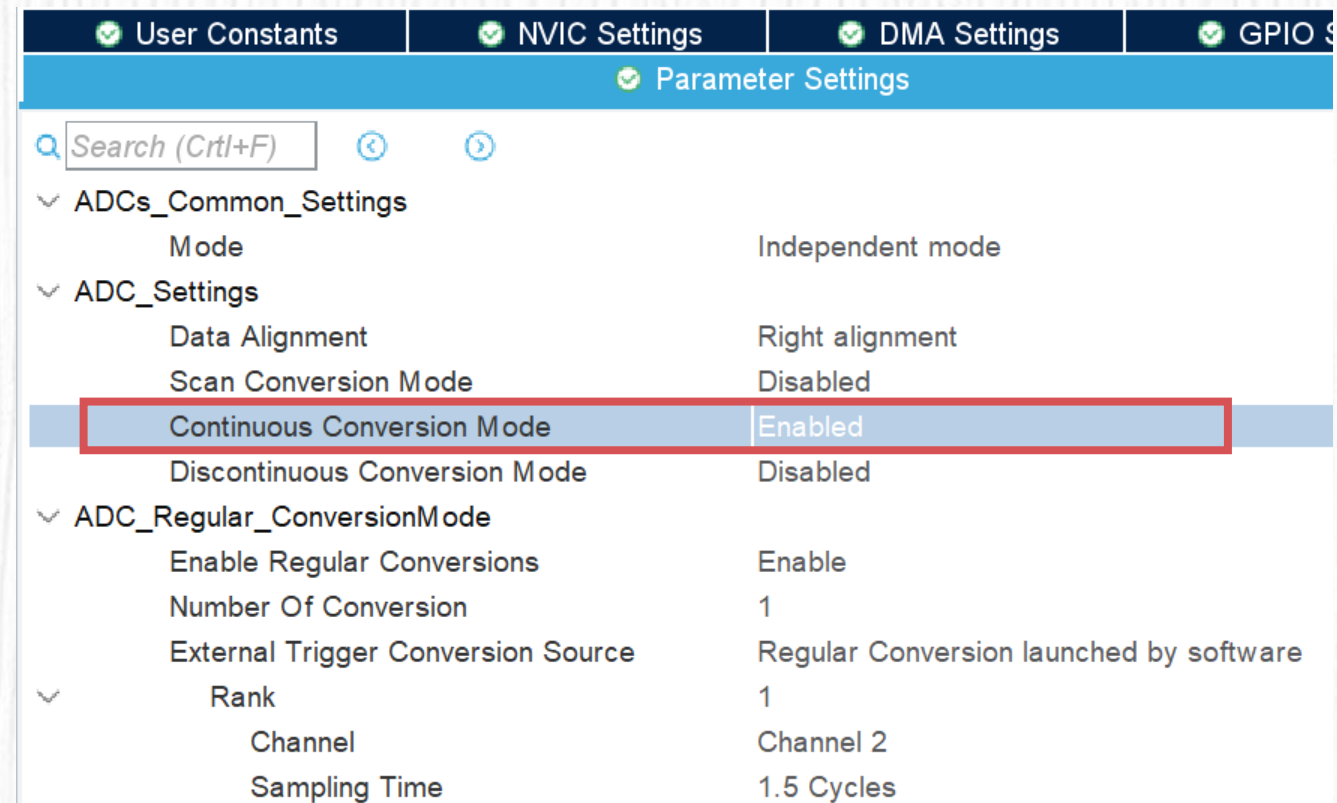 User Constants NVIC Settings DMA Settings GPIO S
Parameter Settings
Search (Crtl+F)
ADCs_Common_Settings
Mode Independent mode
ADC_Settings
Data Alignment Right alignment
Scan Conversion Mode Disabled
Continuous Conversion Mode Enabled
Discontinuous Conversion Mode Disabled
ADC_Regular_ConversionMode
Enable Regular Conversions Enable
Number Of Conversion 1
External Trigger Conversion Source Regular Conversion launched by software
Rank 1
Channel Channel 2
Sampling Time 1.5 Cycles